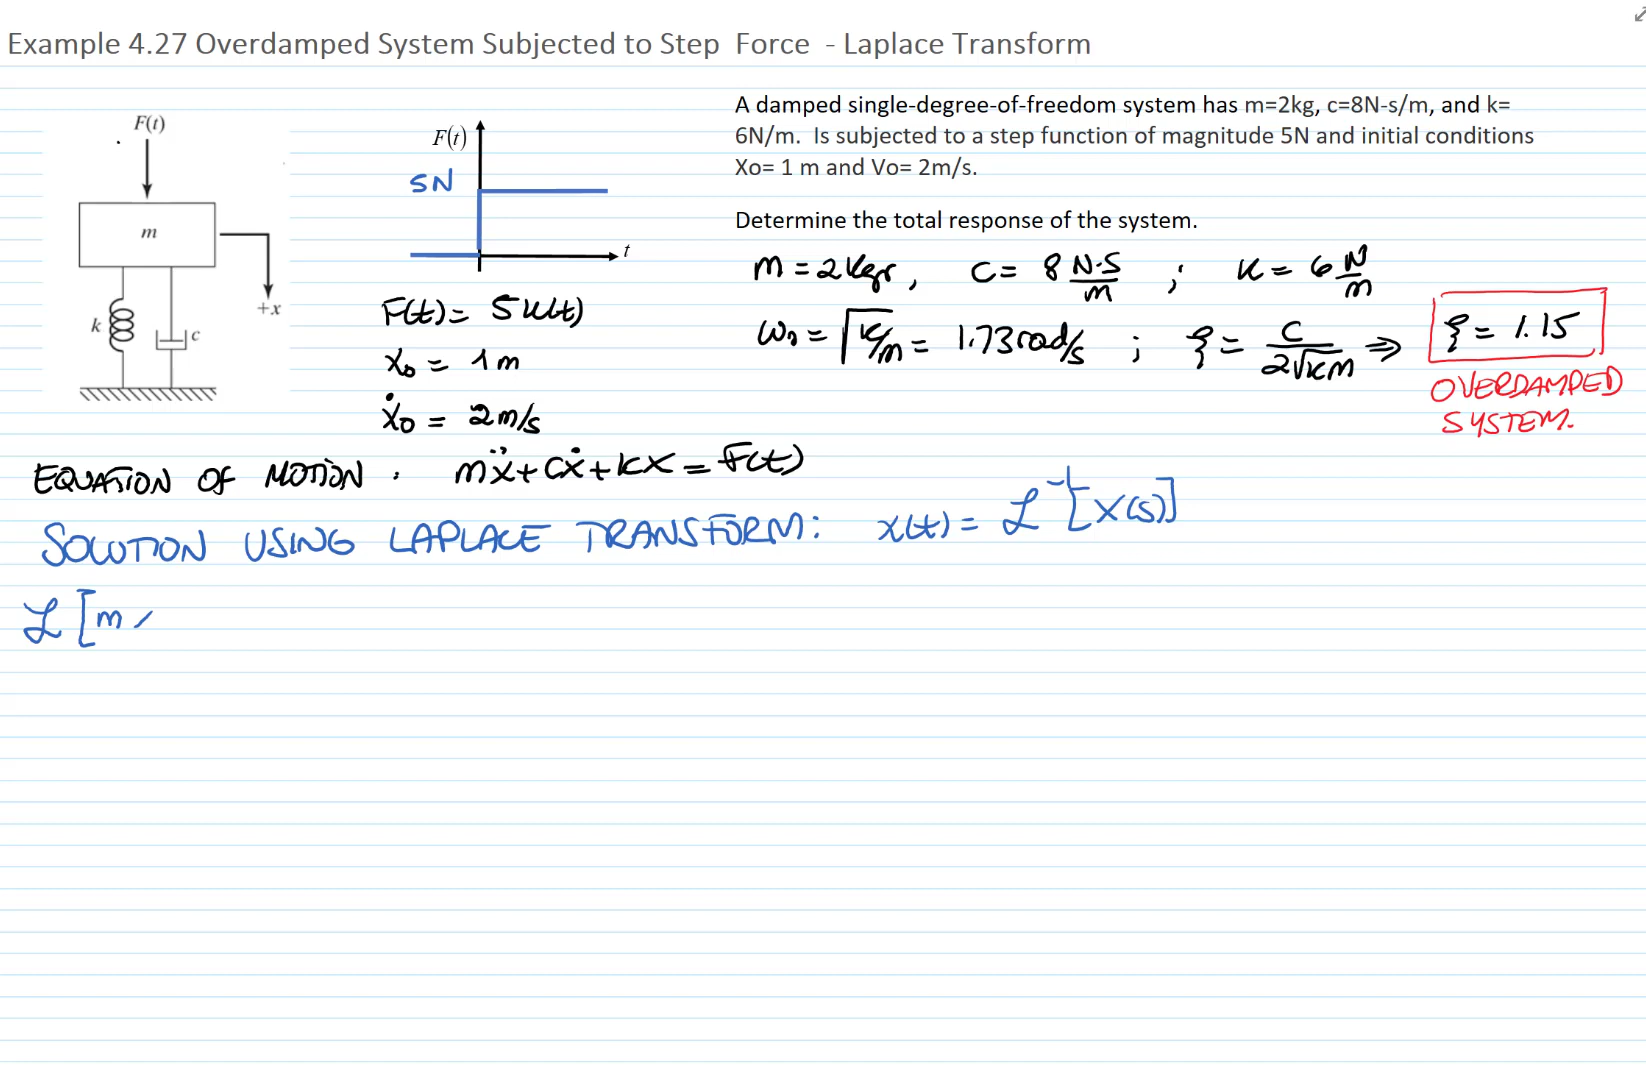 Example 4.27 Overdamped System Subjected to Step Force - Laplace Transform
A damped single-degree-of-freedom system has m=2kg, c=8N-s/m, and k=
6N/m. Is subjected to a step function of magnitude 5N and initial conditions
Xo= 1 m and Vo= 2m/s.
Determine the total response of the system.
F(t)
m
k
c
+x
F(t)
5N
t
F(t) = 5u(t)
x₀ = 1m
ẋ₀ = 2m/s
m = 2kgr, c = 8 N·S/m ; k = 6 N/m
ωₙ = √k/m = 1.73 rad/s ; ξ = c/2√km ⇒ ξ = 1.15
OVERDAMPED
SYSTEM.
EQUATION OF MOTION. mẍ + cẋ + kx = F(t)
SOLUTION USING LAPLACE TRANSFORM: x(t) = ℒ⁻¹[X(s)]
ℒ [m